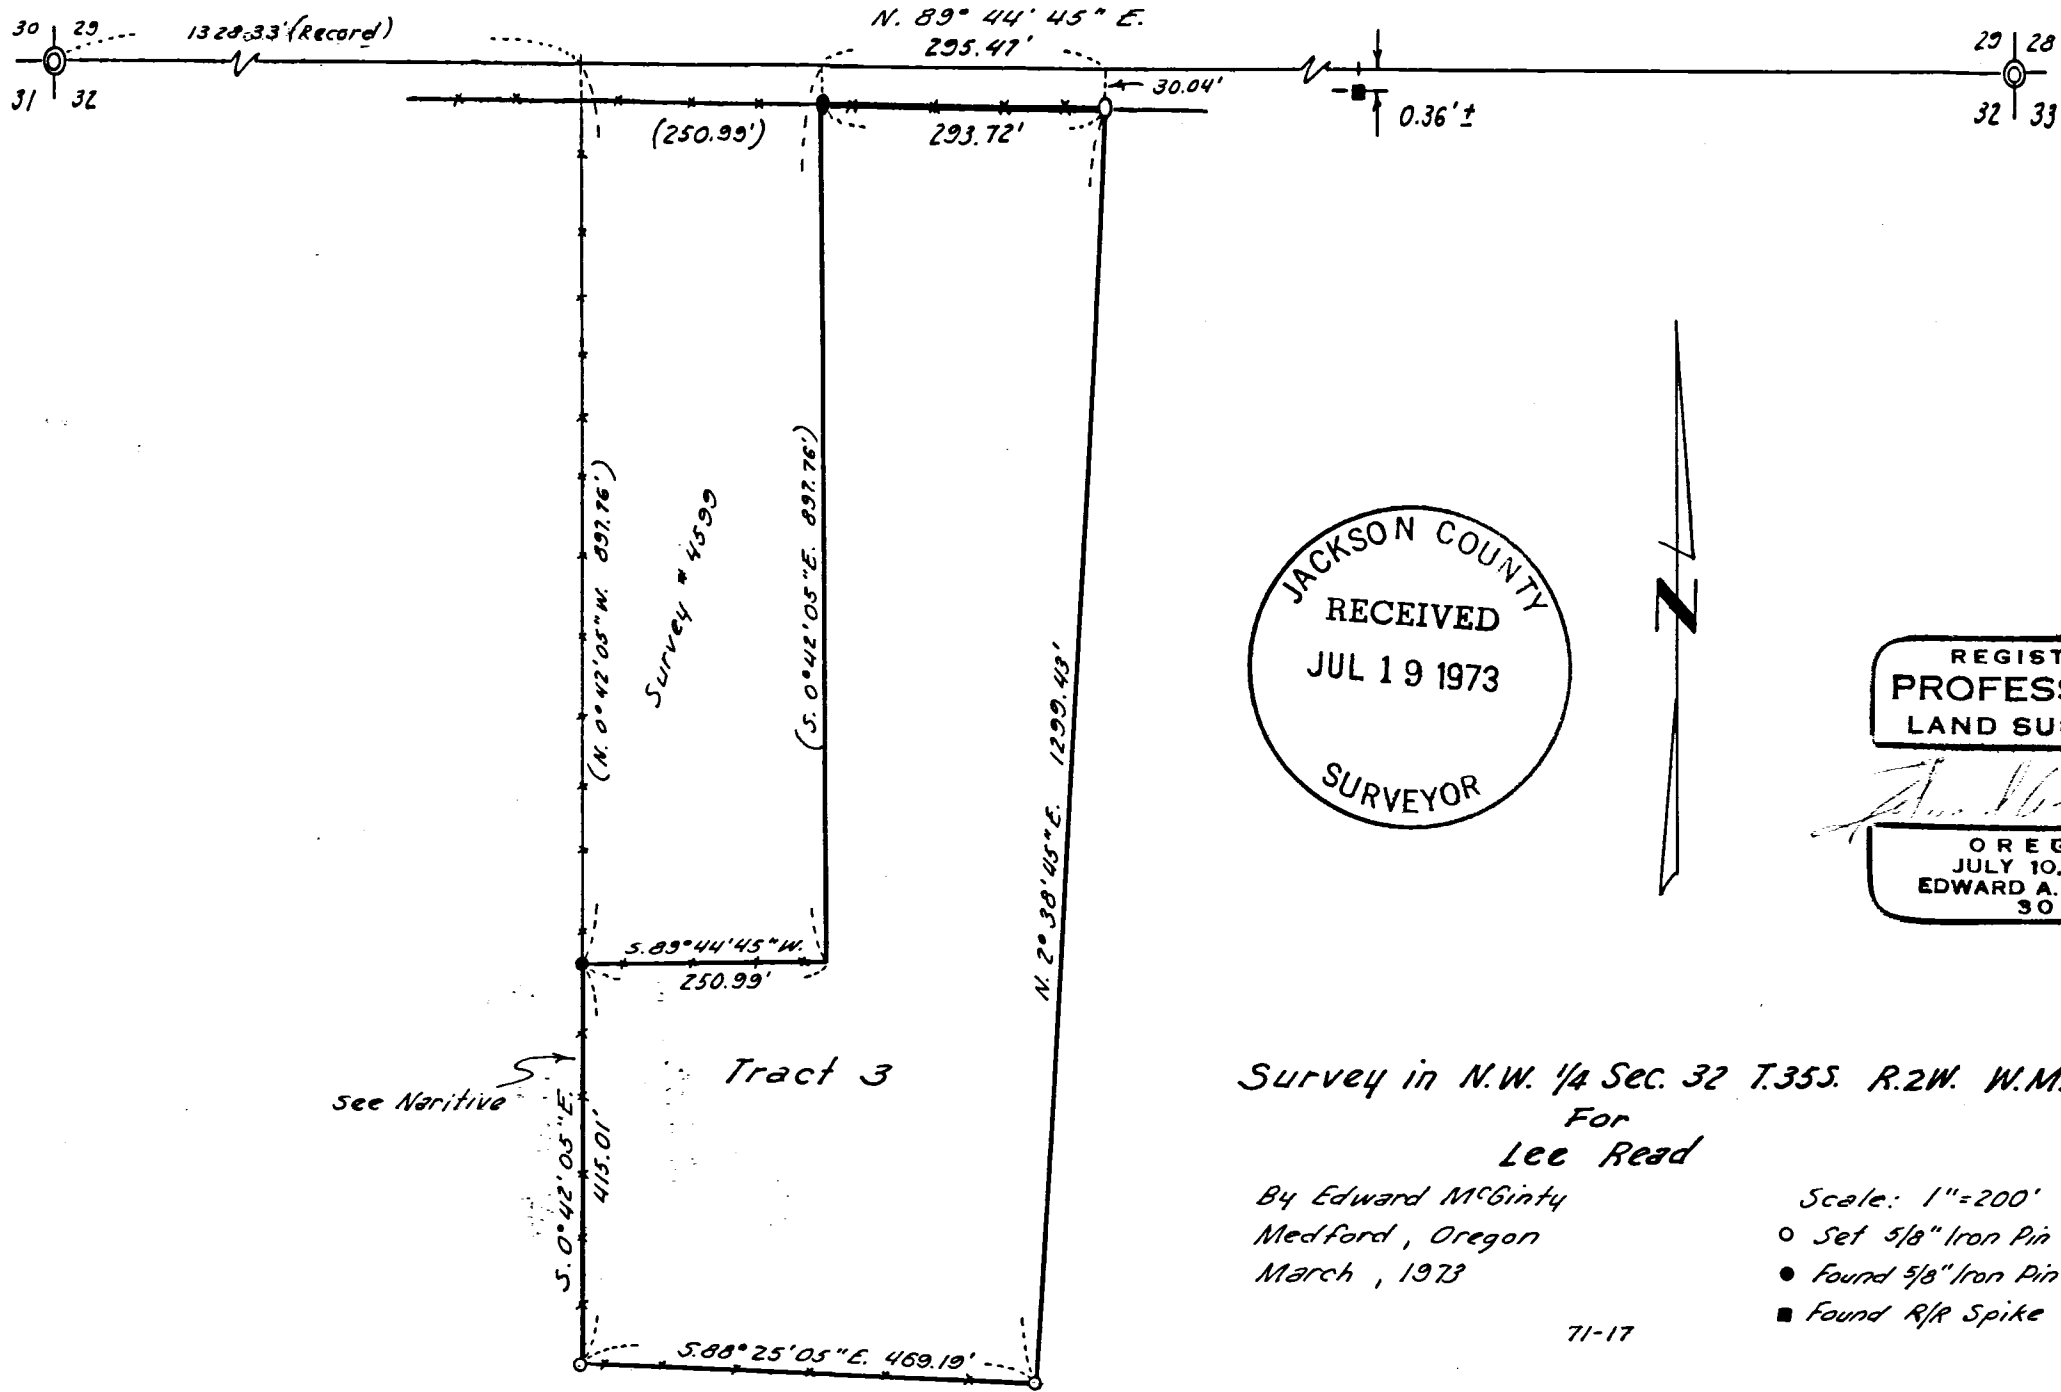 N. 89° 44' 45" E.
295.47'
30 29
1328.33' (Record)
31 32
29 28
32 33
30.04'
(250.99')
293.72'
0.36' ±
(N. 0° 42' 05" W. 897.76')
Survey # 4599
(S. 0° 42' 05" E. 897.76')
N. 2° 38' 45" E. 1299.43'
JACKSON COUNTY
RECEIVED
JUL 19 1973
SURVEYOR
N
REGIST
PROFESS
LAND SU
OREG
JULY 10,
EDWARD A.
30
S. 89° 44' 45" W.
250.99'
see Naritive
Tract 3
S. 0° 42' 05" E.
415.01'
S. 88° 25' 05" E. 469.19'
Survey in N.W. 1/4 Sec. 32 T.35S. R.2W. W.M.
For
Lee Read
By Edward McGinty
Medford, Oregon
March, 1973
Scale: 1" = 200'
Set 5/8" Iron Pin
Found 5/8" Iron Pin
Found R/R Spike
71-17